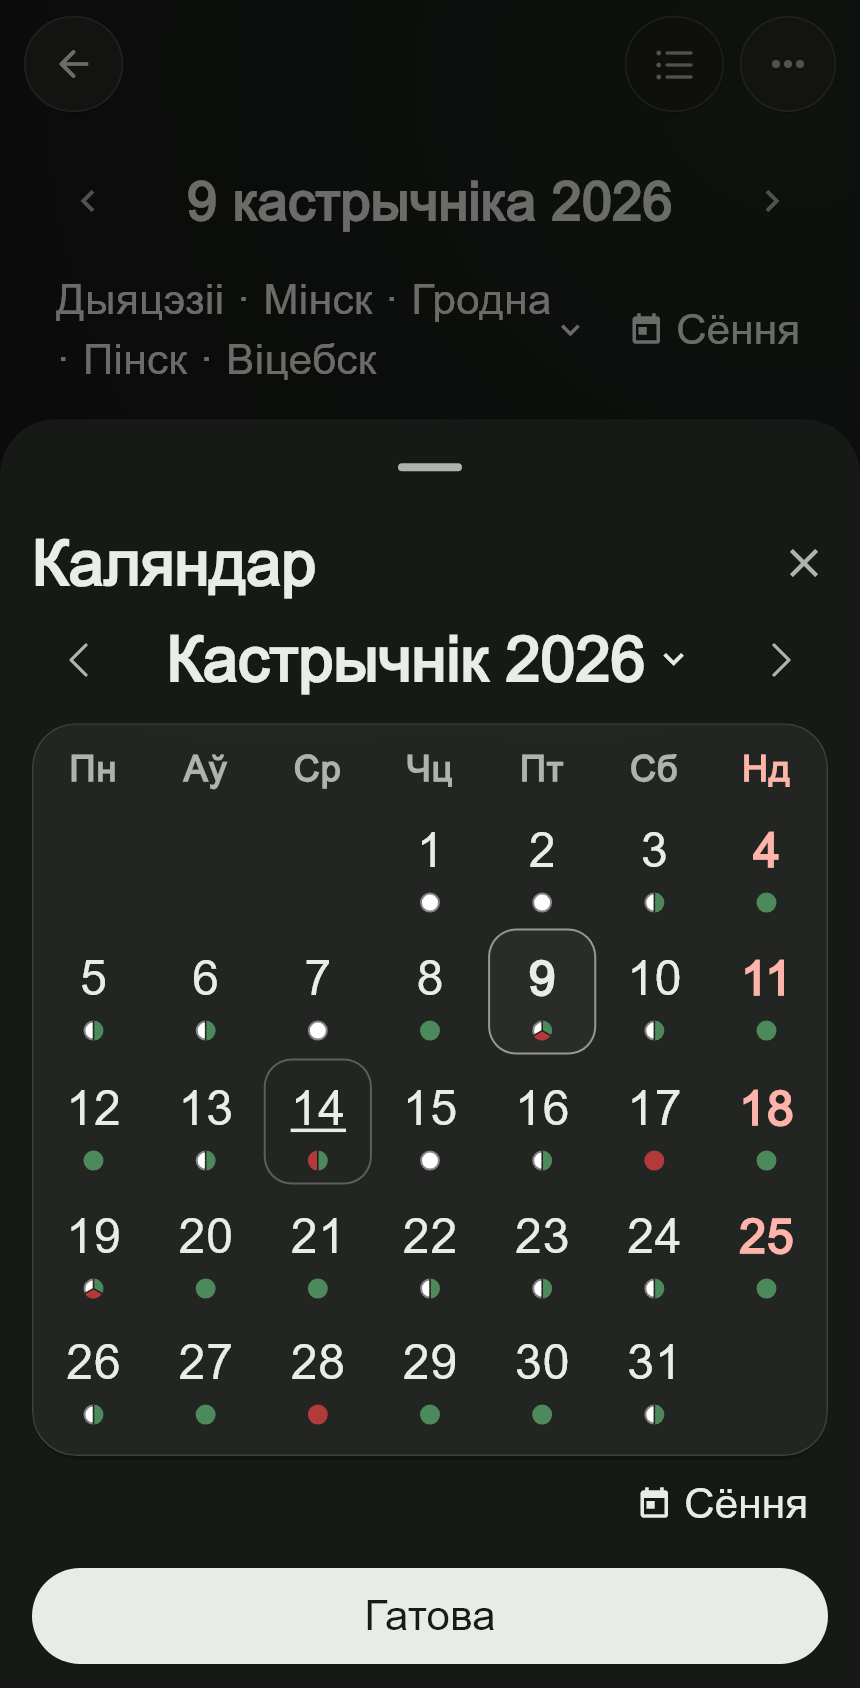 9 кастрычніка 2026
Дыяцэзіі · Мінск · Гродна
· Пінск · Віцебск
Сёння
Каляндар
Кастрычнік 2026
Пн Аў Ср Чц Пт Сб Нд
1 2 3 4
5 6 7 8 9 10 11
12 13 14 15 16 17 18
19 20 21 22 23 24 25
26 27 28 29 30 31
Сёння
Гатова